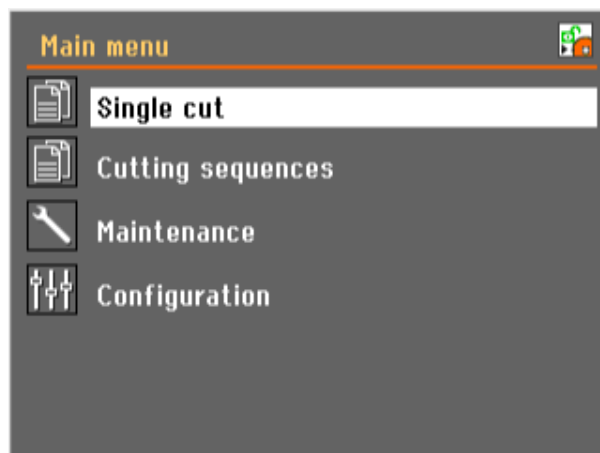 Main menu
Single cut
Cutting sequences
Maintenance
Configuration